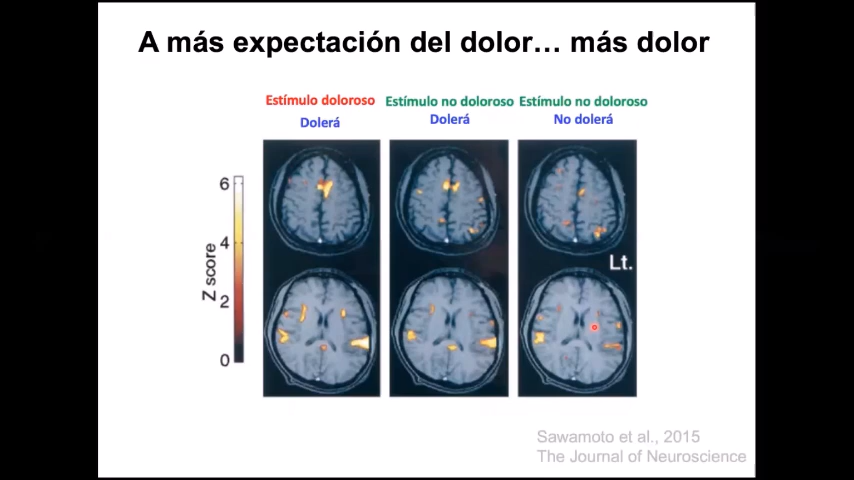 A más expectación del dolor… más dolor
Estímulo doloroso
Estímulo no doloroso
Estímulo no doloroso
Dolerá
Dolerá
No dolerá
6
4
2
0
Z score
Lt.
Sawamoto et al., 2015
The Journal of Neuroscience